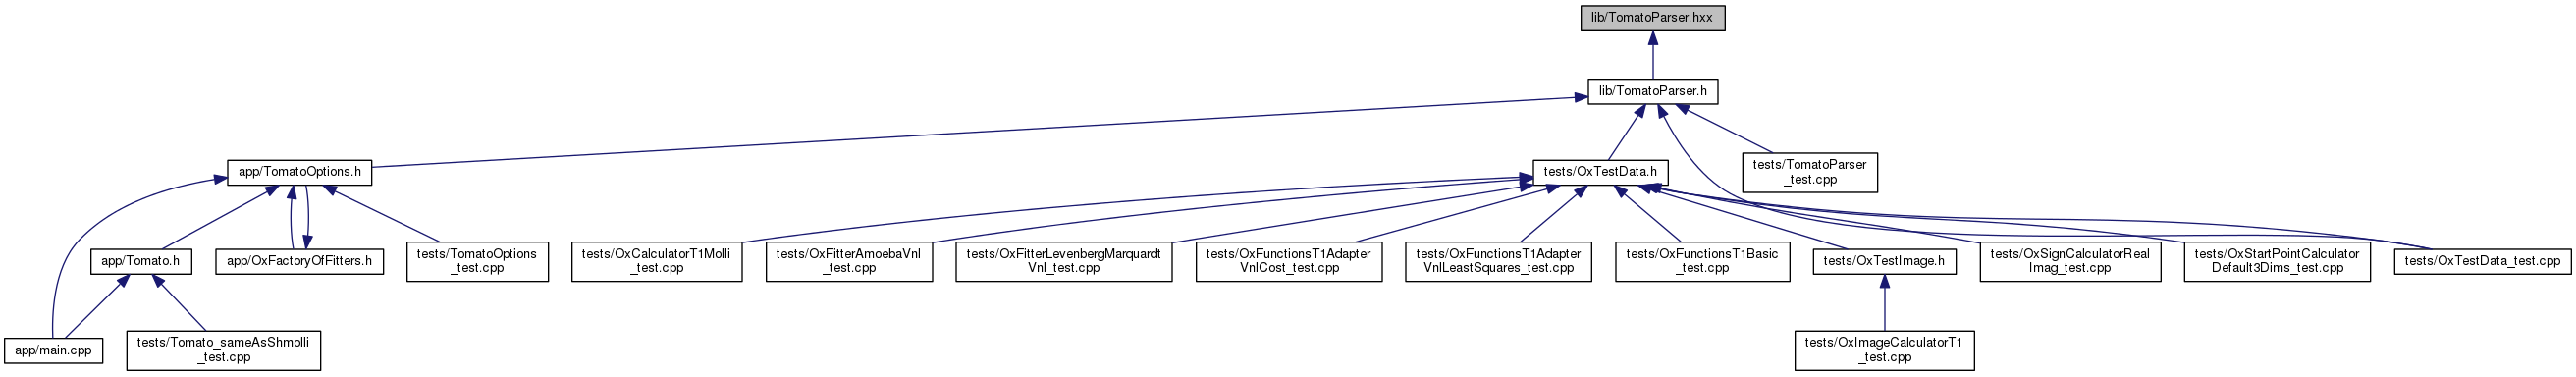 lib/TomatoParser.hxx
lib/TomatoParser.h
app/TomatoOptions.h
tests/OxTestData.h
tests/TomatoParser
_test.cpp
app/Tomato.h
app/OxFactoryOfFitters.h
tests/TomatoOptions
_test.cpp
tests/OxCalculatorT1Molli
_test.cpp
tests/OxFitterAmoebaVnl
_test.cpp
tests/OxFitterLevenbergMarquardt
Vnl_test.cpp
tests/OxFunctionsT1Adapter
VnlCost_test.cpp
tests/OxFunctionsT1Adapter
VnlLeastSquares_test.cpp
tests/OxFunctionsT1Basic
_test.cpp
tests/OxTestImage.h
tests/OxSignCalculatorReal
Imag_test.cpp
tests/OxStartPointCalculator
Default3Dims_test.cpp
tests/OxTestData_test.cpp
app/main.cpp
tests/Tomato_sameAsShmolli
_test.cpp
tests/OxImageCalculatorT1
_test.cpp